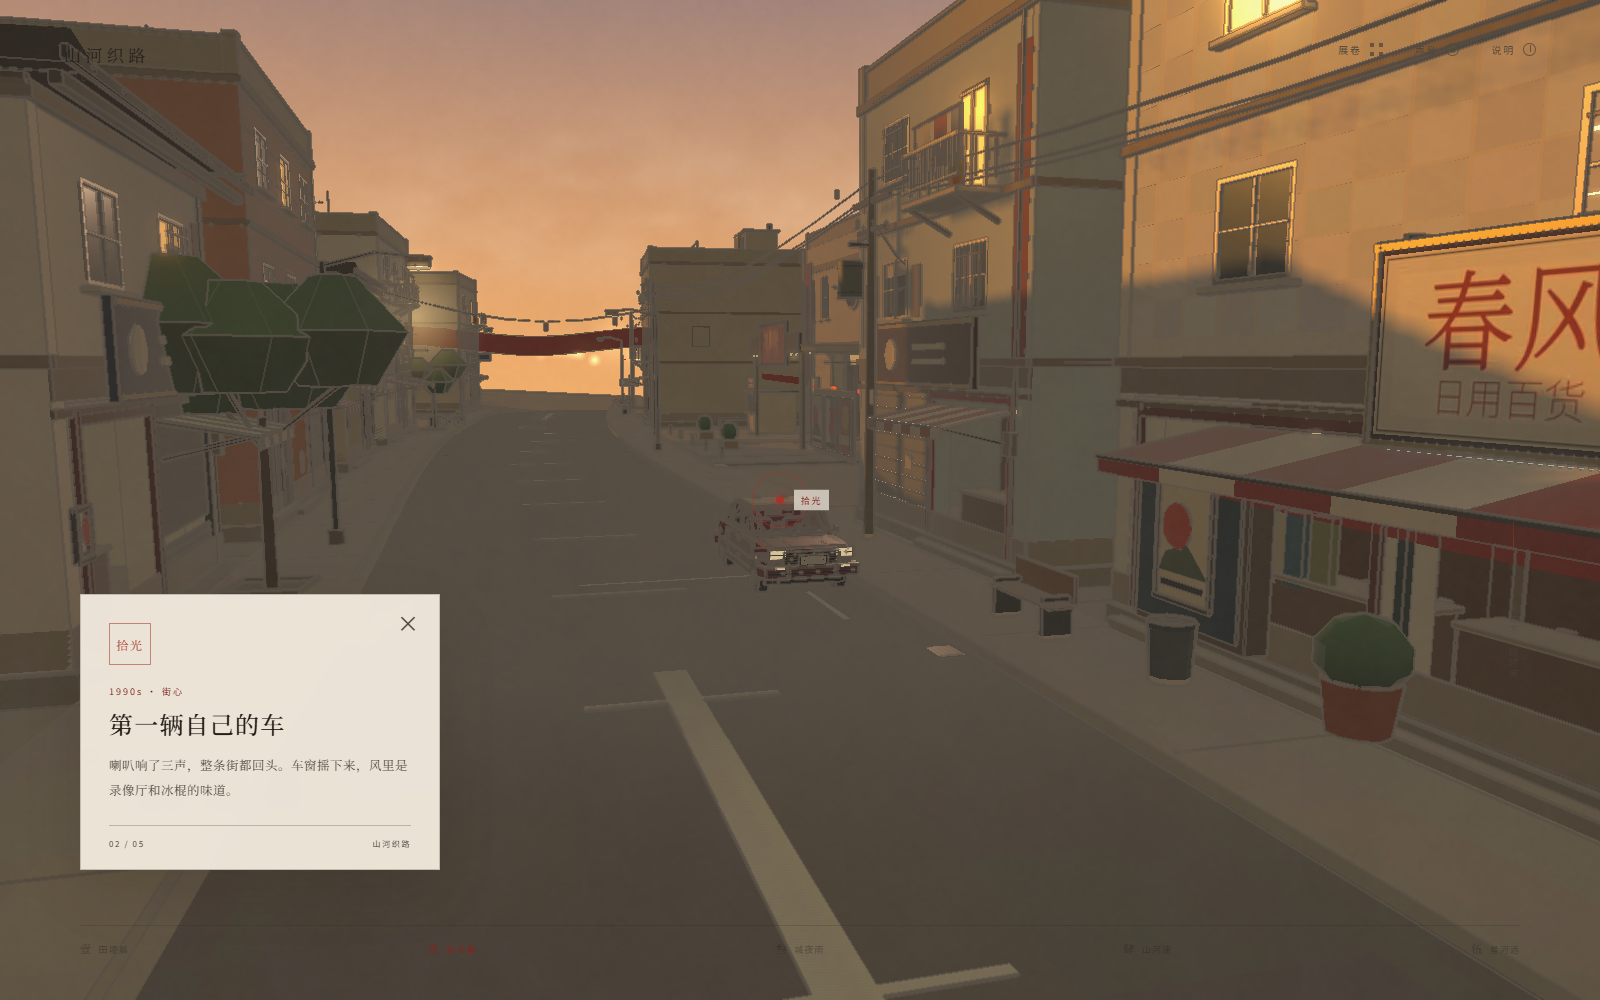 山河织路
展卷
说明
春风
日用百货
拾光
拾光
1990s · 街心
第一辆自己的车
喇叭响了三声，整条街都回头。车窗摇下来，风里是
录像厅和冰棍的味道。
02 / 05
山河织路
城夜雨